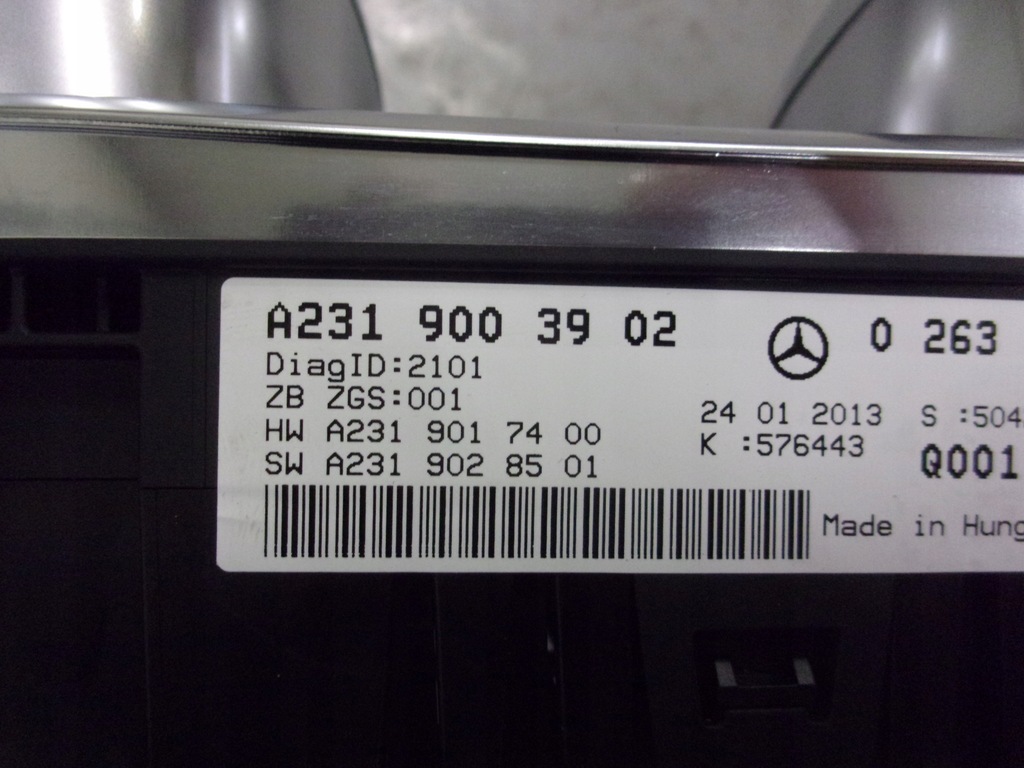 A231 900 39 02
0 263
DiagID:2101
ZB ZGS:001
24 01 2013 S :504
HW A231 901 74 00
K :576443
SW A231 902 85 01
Q001
Made in Hung